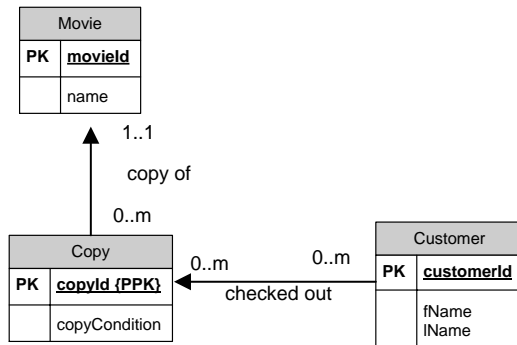 Movie
PK movieId
name
1..1
copy of
0..m
Copy
PK copyId {PPK}
copyCondition
0..m
0..m
checked out
Customer
PK customerId
fName
lName